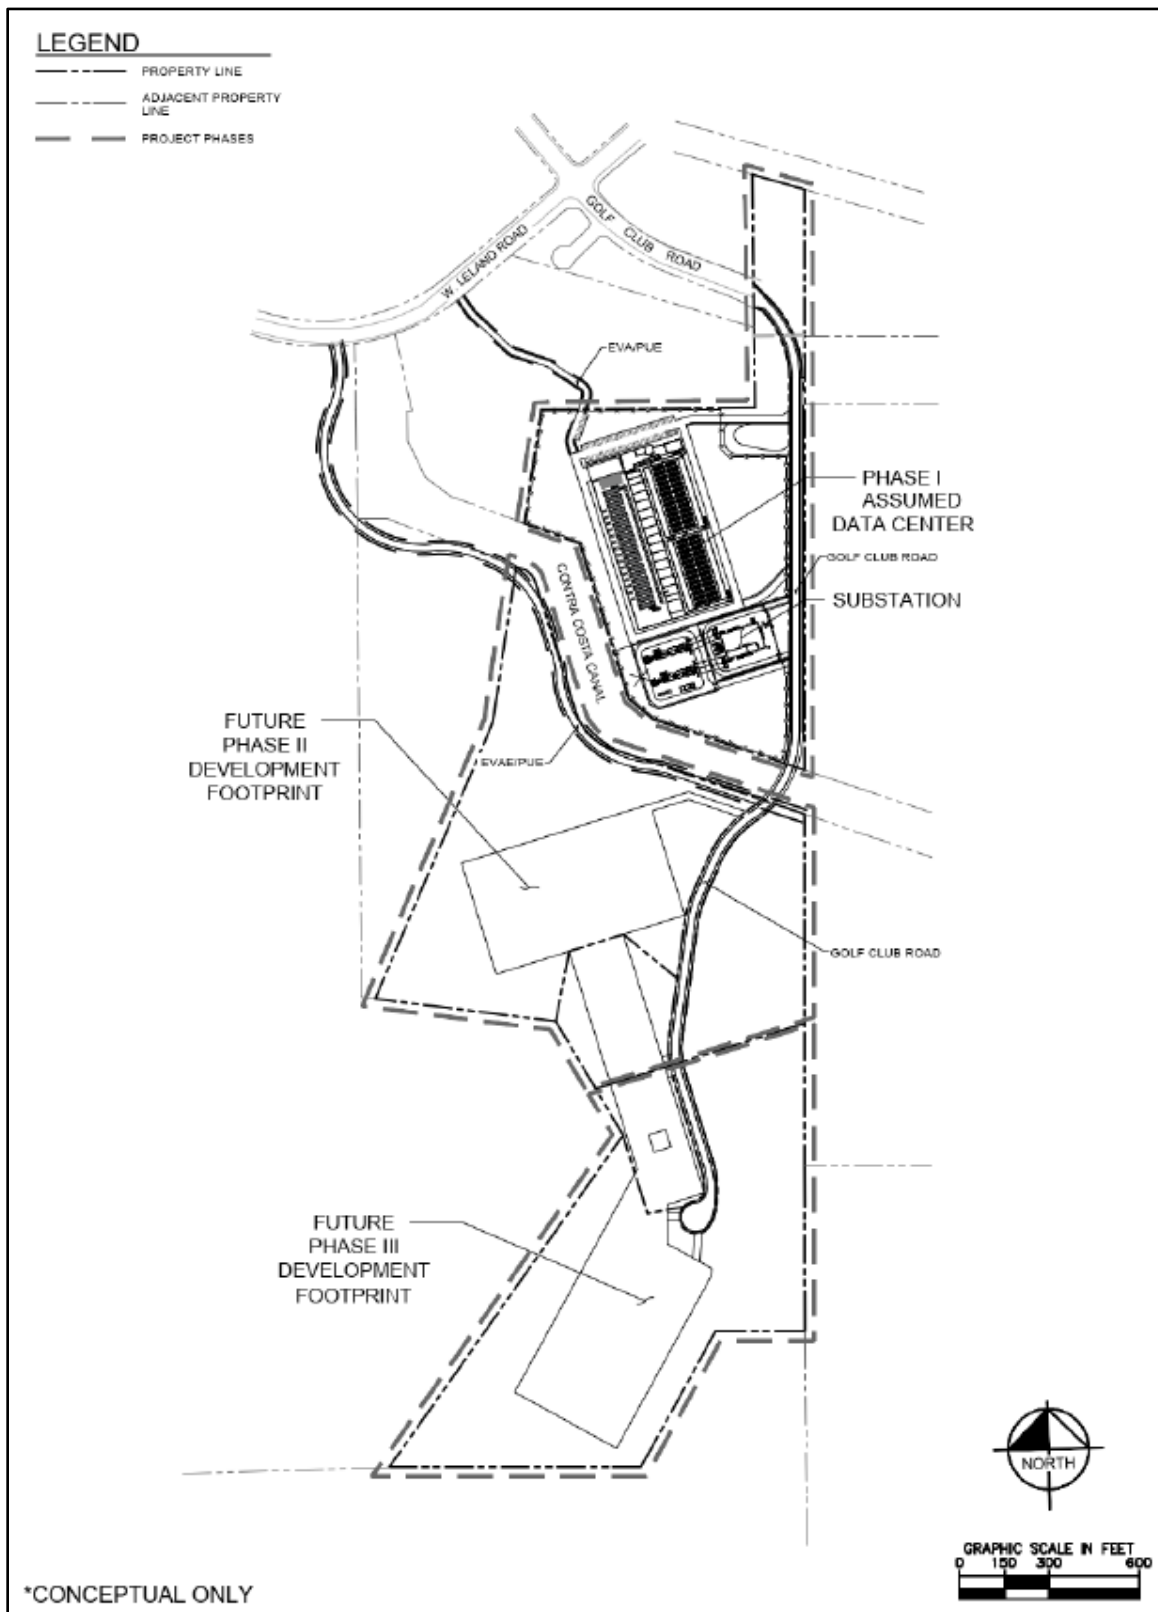 LEGEND
PROPERTY LINE
ADJACENT PROPERTY
LINE
PROJECT PHASES
W. LELAND ROAD
GOLF CLUB ROAD
EVA/PUE
PHASE I
ASSUMED
DATA CENTER
GOLF CLUB ROAD
SUBSTATION
CONTRA COSTA CANAL
FUTURE
PHASE II
DEVELOPMENT
FOOTPRINT
EVAE/PUE
GOLF CLUB ROAD
FUTURE
PHASE III
DEVELOPMENT
FOOTPRINT
NORTH
GRAPHIC SCALE IN FEET
0 150 300 600
*CONCEPTUAL ONLY